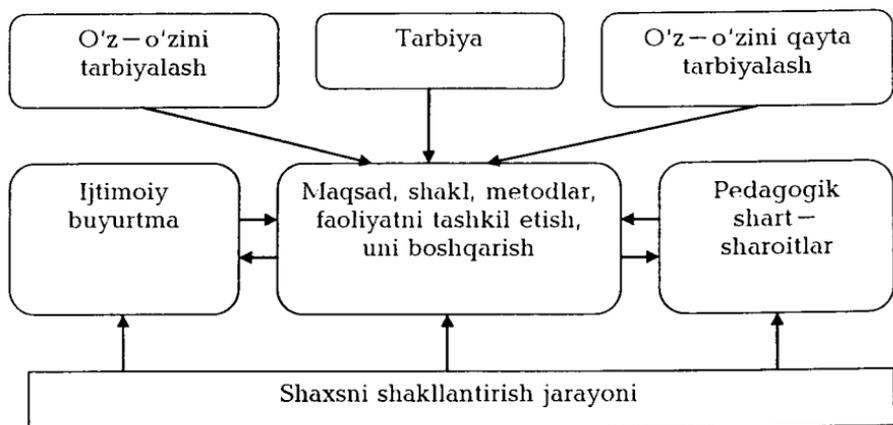 O‘z–o‘zini
tarbiyalash
Tarbiya
O‘z–o‘zini qayta
tarbiyalash
Ijtimoiy
buyurtma
Maqsad, shakl, metodlar,
faoliyatni tashkil etish,
uni boshqarish
Pedagogik
shart–
sharoitlar
Shaxsni shakllantirish jarayoni